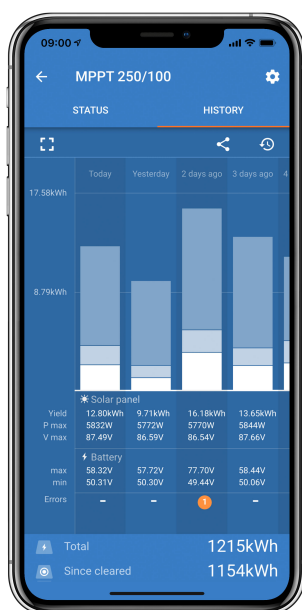 09:00
MPPT 250/100
STATUS HISTORY
Today Yesterday 2 days ago 3 days ago 4
17.58kWh
8.79kWh
Solar panel
Yield 12.80kWh 9.71kWh 16.18kWh 13.65kWh
P max 5832W 5772W 5770W 5844W
V max 87.49V 86.59V 86.54V 87.66V
Battery
max 58.32V 57.72V 77.70V 58.44V
min 50.31V 50.30V 49.44V 50.06V
Errors – – 1 –
Total 1215kWh
Since cleared 1154kWh